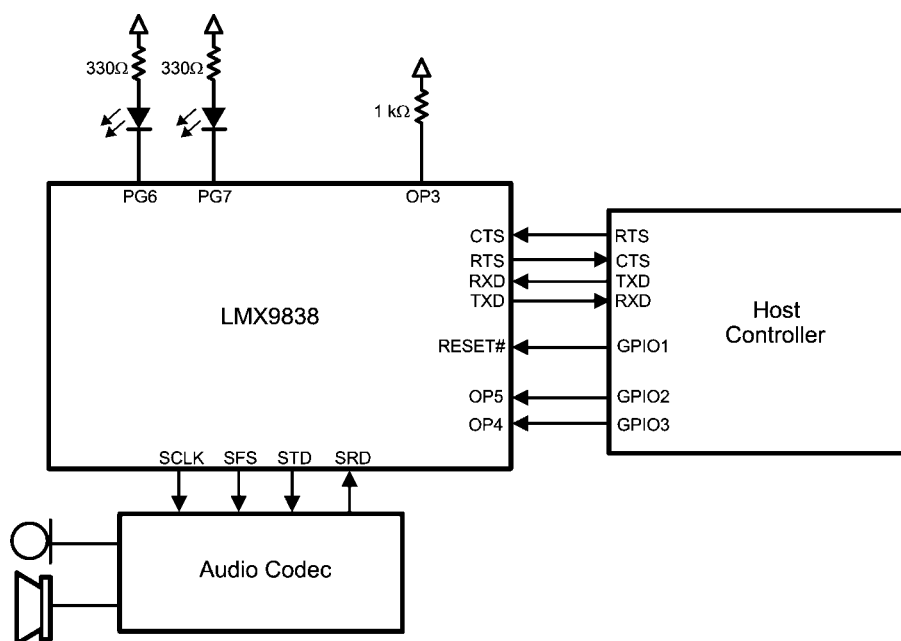 330Ω 330Ω
1 kΩ
PG6 PG7 OP3
CTS RTS
RTS CTS
RXD TXD
TXD RXD
LMX9838
Host
Controller
RESET# GPIO1
OP5 GPIO2
OP4 GPIO3
SCLK SFS STD SRD
Audio Codec